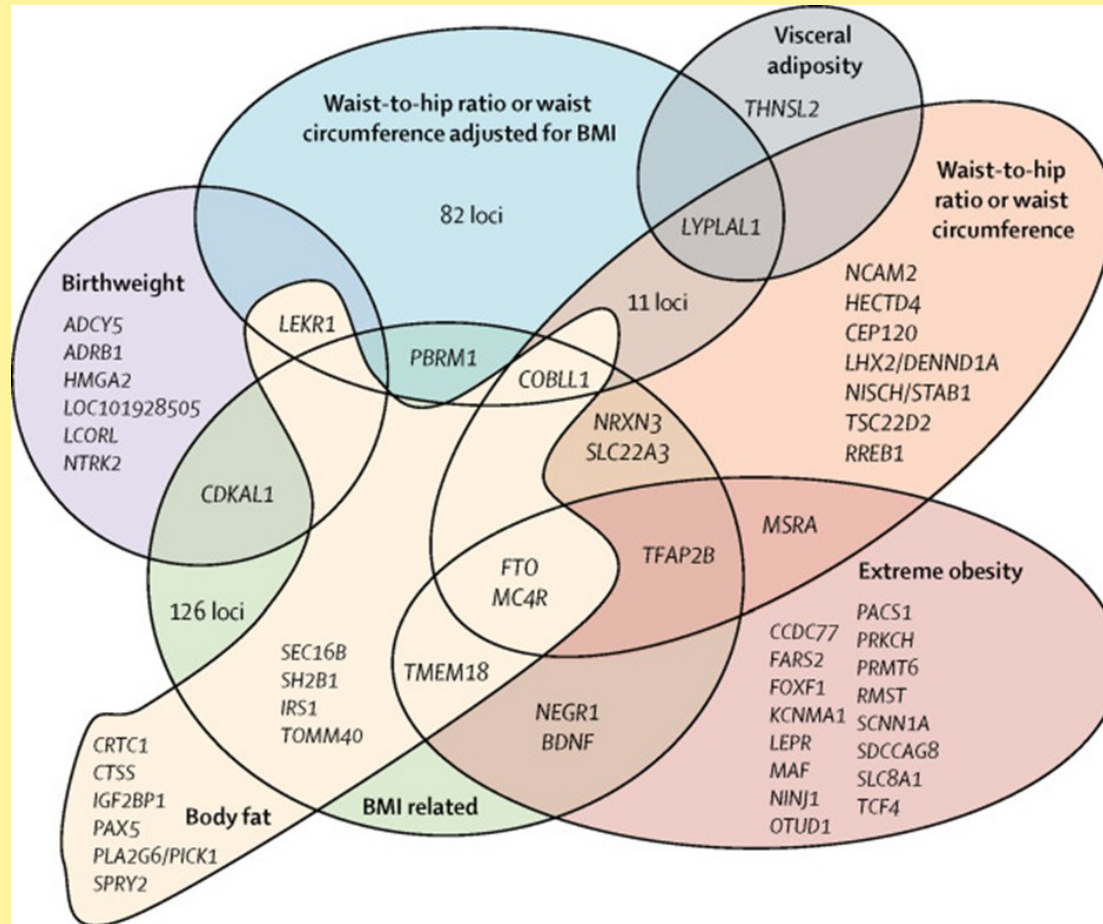 Visceral
adiposity
THNSL2
Waist-to-hip ratio or waist
circumference adjusted for BMI
82 loci
LYPLAL1
Waist-to-hip
ratio or waist
circumference
11 loci
NCAM2
HECTD4
CEP120
LHX2/DENND1A
NISCH/STAB1
TSC22D2
RREB1
Birthweight
ADCY5
ADRB1
HMGA2
LOC101928505
LCORL
NTRK2
LEKR1
PBRM1
COBLL1
NRXN3
SLC22A3
CDKAL1
MSRA
TFAP2B
FTO
MC4R
Extreme obesity
126 loci
CCDC77
FARS2
FOXF1
KCNMA1
LEPR
MAF
NINJ1
OTUD1
PACS1
PRKCH
PRMT6
RMST
SCNN1A
SDCCAG8
SLC8A1
TCF4
SEC16B
SH2B1
IRS1
TOMM40
TMEM18
NEGR1
BDNF
BMI related
CRTC1
CTSS
IGF2BP1
PAX5
PLA2G6/PICK1
SPRY2
Body fat